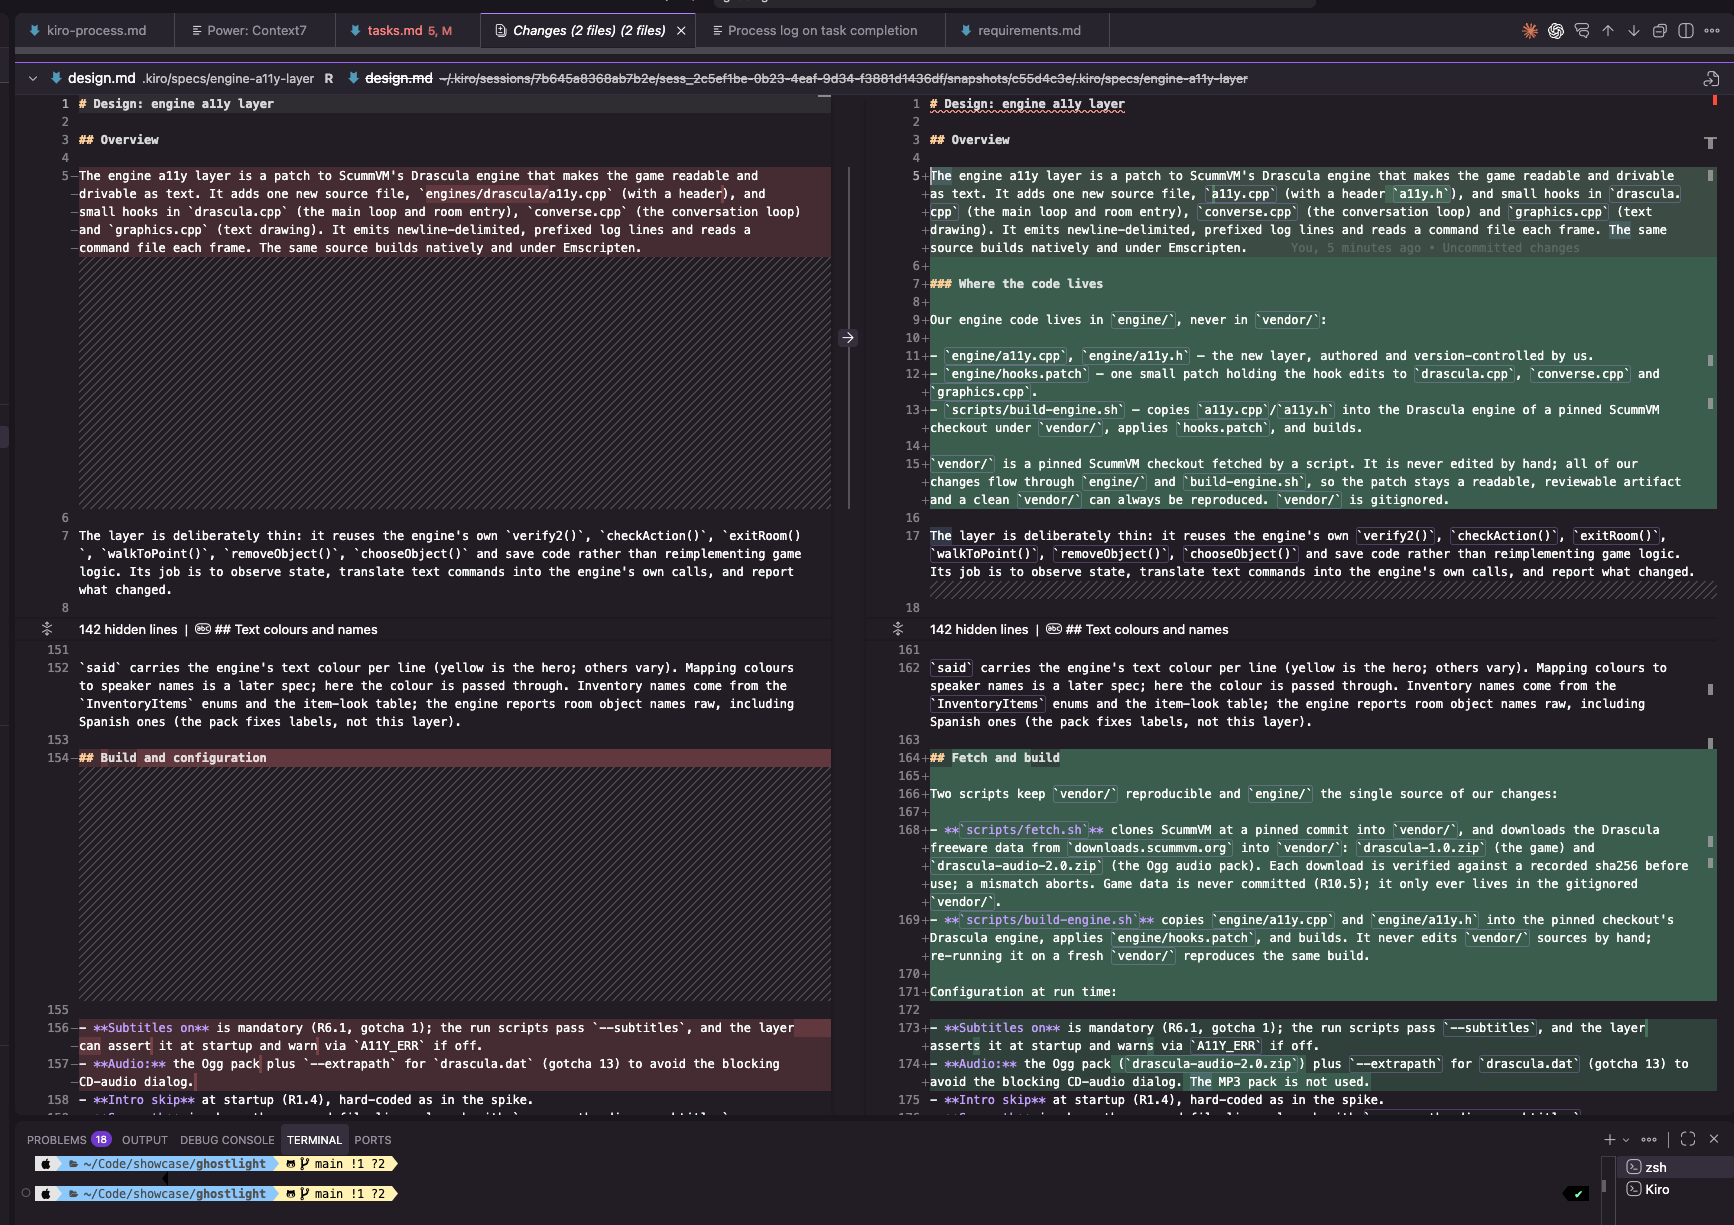 kiro-process.md
Power: Context7
tasks.md 5, M
Changes (2 files) (2 files)
Process log on task completion
requirements.md
design.md .kiro/specs/engine-a11y-layer R design.md ~/.kiro/sessions/7b645a8368ab7b2e/sess_2c5ef1be-0b23-4eaf-9d34-f3881d1436df/snapshots/c55d4c3e/.kiro/specs/engine-a11y-layer
1 # Design: engine a11y layer
2
3 ## Overview
4
5 The engine a11y layer is a patch to ScummVM's Drascula engine that makes the game readable and
drivable as text. It adds one new source file, `engines/drascula/a11y.cpp` (with a header), and
small hooks in `drascula.cpp` (the main loop and room entry), `converse.cpp` (the conversation loop)
and `graphics.cpp` (text drawing). It emits newline-delimited, prefixed log lines and reads a
command file each frame. The same source builds natively and under Emscripten.
6
7 The layer is deliberately thin: it reuses the engine's own `verify2()`, `checkAction()`, `exitRoom()
`, `walkToPoint()`, `removeObject()`, `chooseObject()` and save code rather than reimplementing game
logic. Its job is to observe state, translate text commands into the engine's own calls, and report
what changed.
8
142 hidden lines | abc ## Text colours and names
151
152 `said` carries the engine's text colour per line (yellow is the hero; others vary). Mapping colours
to speaker names is a later spec; here the colour is passed through. Inventory names come from the
`InventoryItems` enums and the item-look table; the engine reports room object names raw, including
Spanish ones (the pack fixes labels, not this layer).
153
154 ## Build and configuration
155
156 - **Subtitles on** is mandatory (R6.1, gotcha 1); the run scripts pass `--subtitles`, and the layer
can assert it at startup and warn via `A11Y_ERR` if off.
157 - **Audio:** the Ogg pack plus `--extrapath` for `drascula.dat` (gotcha 13) to avoid the blocking
CD-audio dialog.
158 - **Intro skip** at startup (R1.4), hard-coded as in the spike.
1 # Design: engine a11y layer
2
3 ## Overview
4
5 The engine a11y layer is a patch to ScummVM's Drascula engine that makes the game readable and drivable
as text. It adds one new source file, `a11y.cpp` (with a header `a11y.h`), and small hooks in `drascula.
cpp` (the main loop and room entry), `converse.cpp` (the conversation loop) and `graphics.cpp` (text
drawing). It emits newline-delimited, prefixed log lines and reads a command file each frame. The same
source builds natively and under Emscripten. You, 5 minutes ago • Uncommitted changes
6
7 ### Where the code lives
8
9 Our engine code lives in `engine/`, never in `vendor/`:
10
11 - `engine/a11y.cpp`, `engine/a11y.h` — the new layer, authored and version-controlled by us.
12 - `engine/hooks.patch` — one small patch holding the hook edits to `drascula.cpp`, `converse.cpp` and
`graphics.cpp`.
13 - `scripts/build-engine.sh` — copies `a11y.cpp`/`a11y.h` into the Drascula engine of a pinned ScummVM
checkout under `vendor/`, applies `hooks.patch`, and builds.
14
15 `vendor/` is a pinned ScummVM checkout fetched by a script. It is never edited by hand; all of our
changes flow through `engine/` and `build-engine.sh`, so the patch stays a readable, reviewable artifact
and a clean `vendor/` can always be reproduced. `vendor/` is gitignored.
16
17 The layer is deliberately thin: it reuses the engine's own `verify2()`, `checkAction()`, `exitRoom()`,
`walkToPoint()`, `removeObject()`, `chooseObject()` and save code rather than reimplementing game logic.
Its job is to observe state, translate text commands into the engine's own calls, and report what changed.
18
142 hidden lines | abc ## Text colours and names
161
162 `said` carries the engine's text colour per line (yellow is the hero; others vary). Mapping colours to
speaker names is a later spec; here the colour is passed through. Inventory names come from the
`InventoryItems` enums and the item-look table; the engine reports room object names raw, including
Spanish ones (the pack fixes labels, not this layer).
163
164 ## Fetch and build
165
166 Two scripts keep `vendor/` reproducible and `engine/` the single source of our changes:
167
168 - **`scripts/fetch.sh`** clones ScummVM at a pinned commit into `vendor/`, and downloads the Drascula
freeware data from `downloads.scummvm.org` into `vendor/`: `drascula-1.0.zip` (the game) and
`drascula-audio-2.0.zip` (the Ogg audio pack). Each download is verified against a recorded sha256 before
use; a mismatch aborts. Game data is never committed (R10.5); it only ever lives in the gitignored
`vendor/`.
169 - **`scripts/build-engine.sh`** copies `engine/a11y.cpp` and `engine/a11y.h` into the pinned checkout's
Drascula engine, applies `engine/hooks.patch`, and builds. It never edits `vendor/` sources by hand;
re-running it on a fresh `vendor/` reproduces the same build.
170
171 Configuration at run time:
172
173 - **Subtitles on** is mandatory (R6.1, gotcha 1); the run scripts pass `--subtitles`, and the layer
asserts it at startup and warns via `A11Y_ERR` if off.
174 - **Audio:** the Ogg pack (`drascula-audio-2.0.zip`) plus `--extrapath` for `drascula.dat` (gotcha 13) to
avoid the blocking CD-audio dialog. The MP3 pack is not used.
175 - **Intro skip** at startup (R1.4), hard-coded as in the spike.
PROBLEMS 18 OUTPUT DEBUG CONSOLE TERMINAL PORTS
~/Code/showcase/ghostlight main !1 ?2
~/Code/showcase/ghostlight main !1 ?2
zsh
Kiro